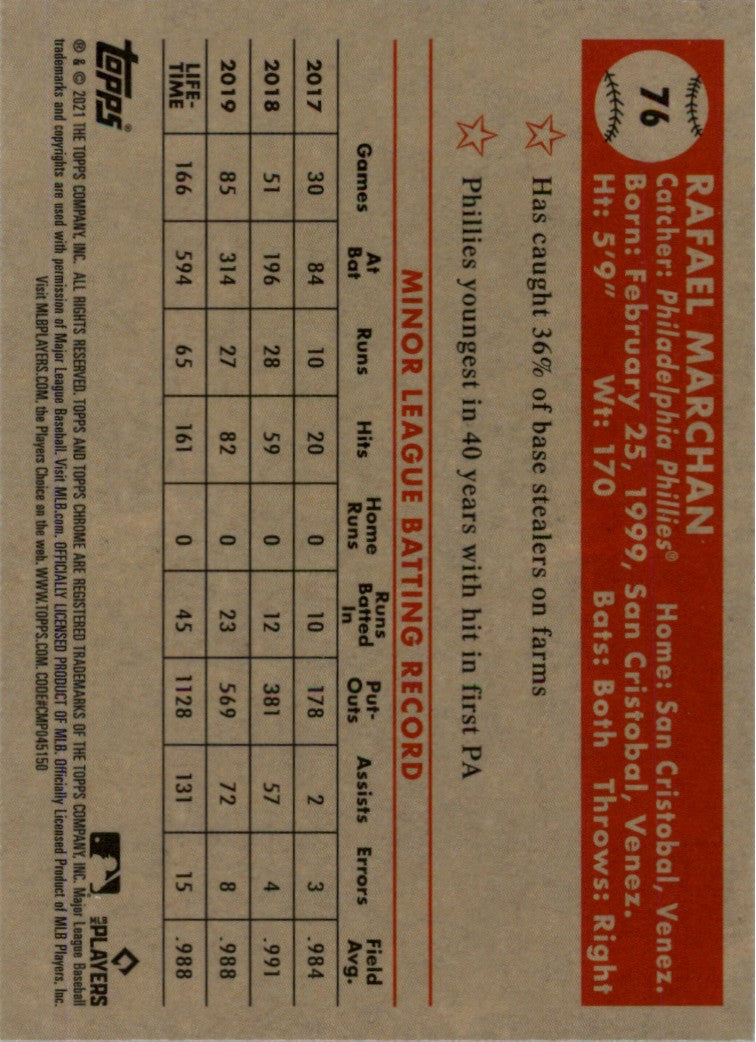 76
RAFAEL MARCHAN
Catcher: Philadelphia Phillies® Home: San Cristobal, Venez.
Born: February 25, 1999, San Cristobal, Venez.
Ht: 5'9" Wt: 170 Bats: Both Throws: Right
Has caught 36% of base stealers on farms
Phillies youngest in 40 years with hit in first PA
MINOR LEAGUE BATTING RECORD
Games At Bat Runs Hits Home Runs Runs Batted In Put-Outs Assists Errors Field Avg.
2017 30 84 10 20 0 10 178 2 3 .984
2018 51 196 28 59 0 12 381 57 4 .991
2019 85 314 27 82 0 23 569 72 8 .988
LIFE-TIME 166 594 65 161 0 45 1128 131 15 .988
topps®
MLB PLAYERS
® & © 2021 THE TOPPS COMPANY, INC. ALL RIGHTS RESERVED. TOPPS AND TOPPS CHROME ARE REGISTERED TRADEMARKS OF THE TOPPS COMPANY, INC. Major League Baseball
trademarks and copyrights are used with permission of Major League Baseball. Visit MLB.com. OFFICIALLY LICENSED PRODUCT OF MLB. Officially Licensed Product of MLB Players, Inc.
Visit MLBPLAYERS.COM, the Players Choice on the web. WWW.TOPPS.COM. CODE#CMP045150